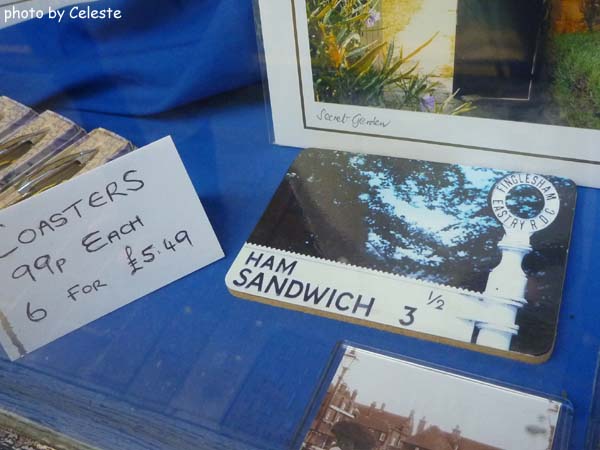 photo by Celeste
Secret Garden
COASTERS
99P EACH
6 FOR £5.49
FINGLESHAM
EASTRY R.D.C
HAM
SANDWICH 3 ½